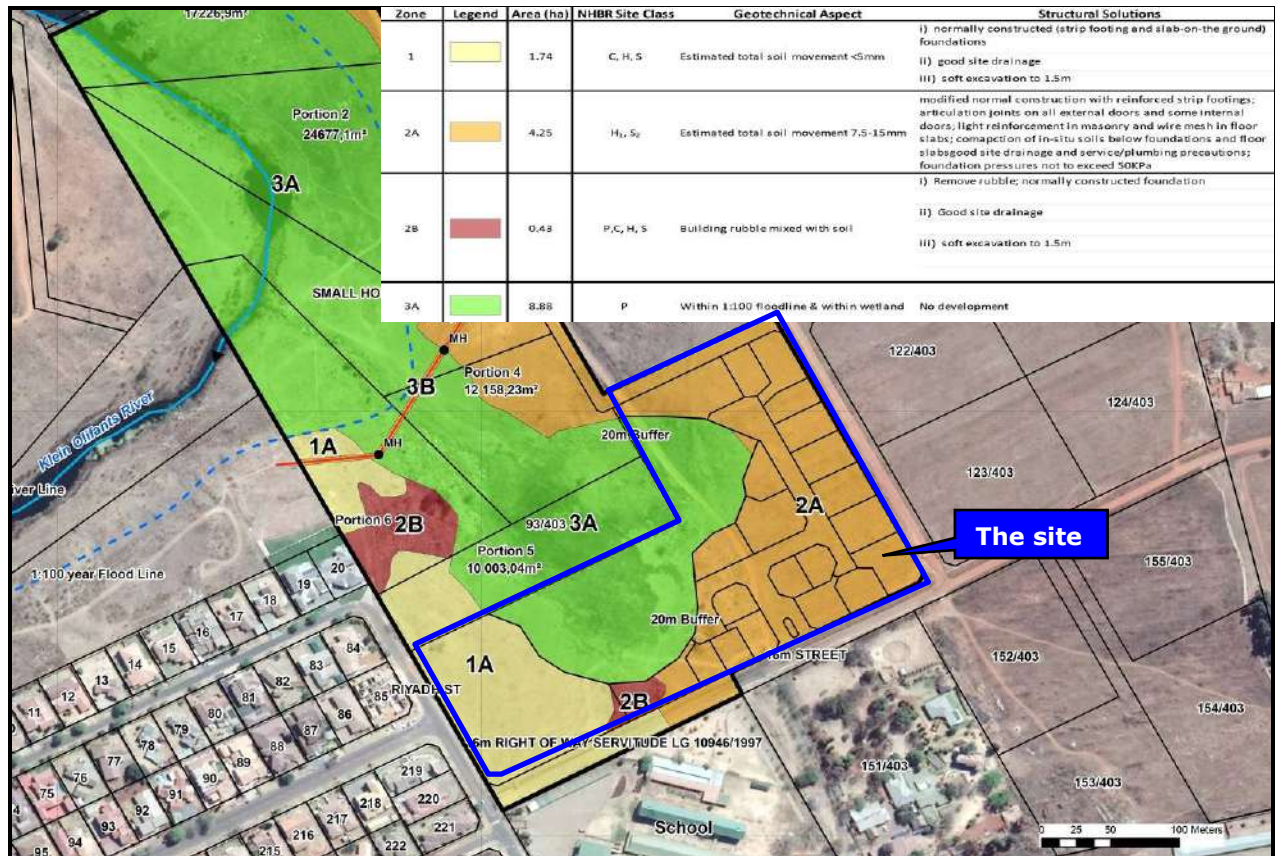 17226,9m²
Zone Legend Area (ha) NHBR Site Class Geotechnical Aspect Structural Solutions
1 1.74 C, H, S Estimated total soil movement <5mm
i) normally constructed (strip footing and slab-on-the ground)
foundations
ii) good site drainage
iii) soft excavation to 1.5m
2A 4.25 H₁, S₂ Estimated total soil movement 7.5-15mm
modified normal construction with reinforced strip footings;
articulation joints on all external doors and some internal
doors; light reinforcement in masonry and wire mesh in floor
slabs; comapction of in-situ soils below foundations and floor
slabsgood site drainage and service/plumbing precautions;
foundation pressures not to exceed 50KPa
2B 0.43 P,C, H, S Building rubble mixed with soil
i) Remove rubble; normally constructed foundation
ii) Good site drainage
iii) soft excavation to 1.5m
3A 8.88 P Within 1:100 floodline & within wetland No development
Portion 2
24677,1m²
3A
SMALL HO
MH
Portion 4
12 158,23m²
3B
122/403
124/403
Klein Olifants River
20m Buffer
1A
MH
123/403
ver Line
2A
Portion 6
2B
93/403
3A
The site
Portion 5
10 003,04m²
155/403
1:100 year Flood Line
20
19
18
17
16
15
14
13
12
11
20m Buffer
152/403
154/403
153/403
151/403
6m STREET
1A
2B
RIYADH ST
84
83
82
81
80
79
78
77
76
75
85
86
87
88
89
90
91
92
93
94
95
6m RIGHT OF WAY SERVITUDE LG 10946/1997
219
220
221
218
217
216
215
222
School
0 25 50 100 Meters